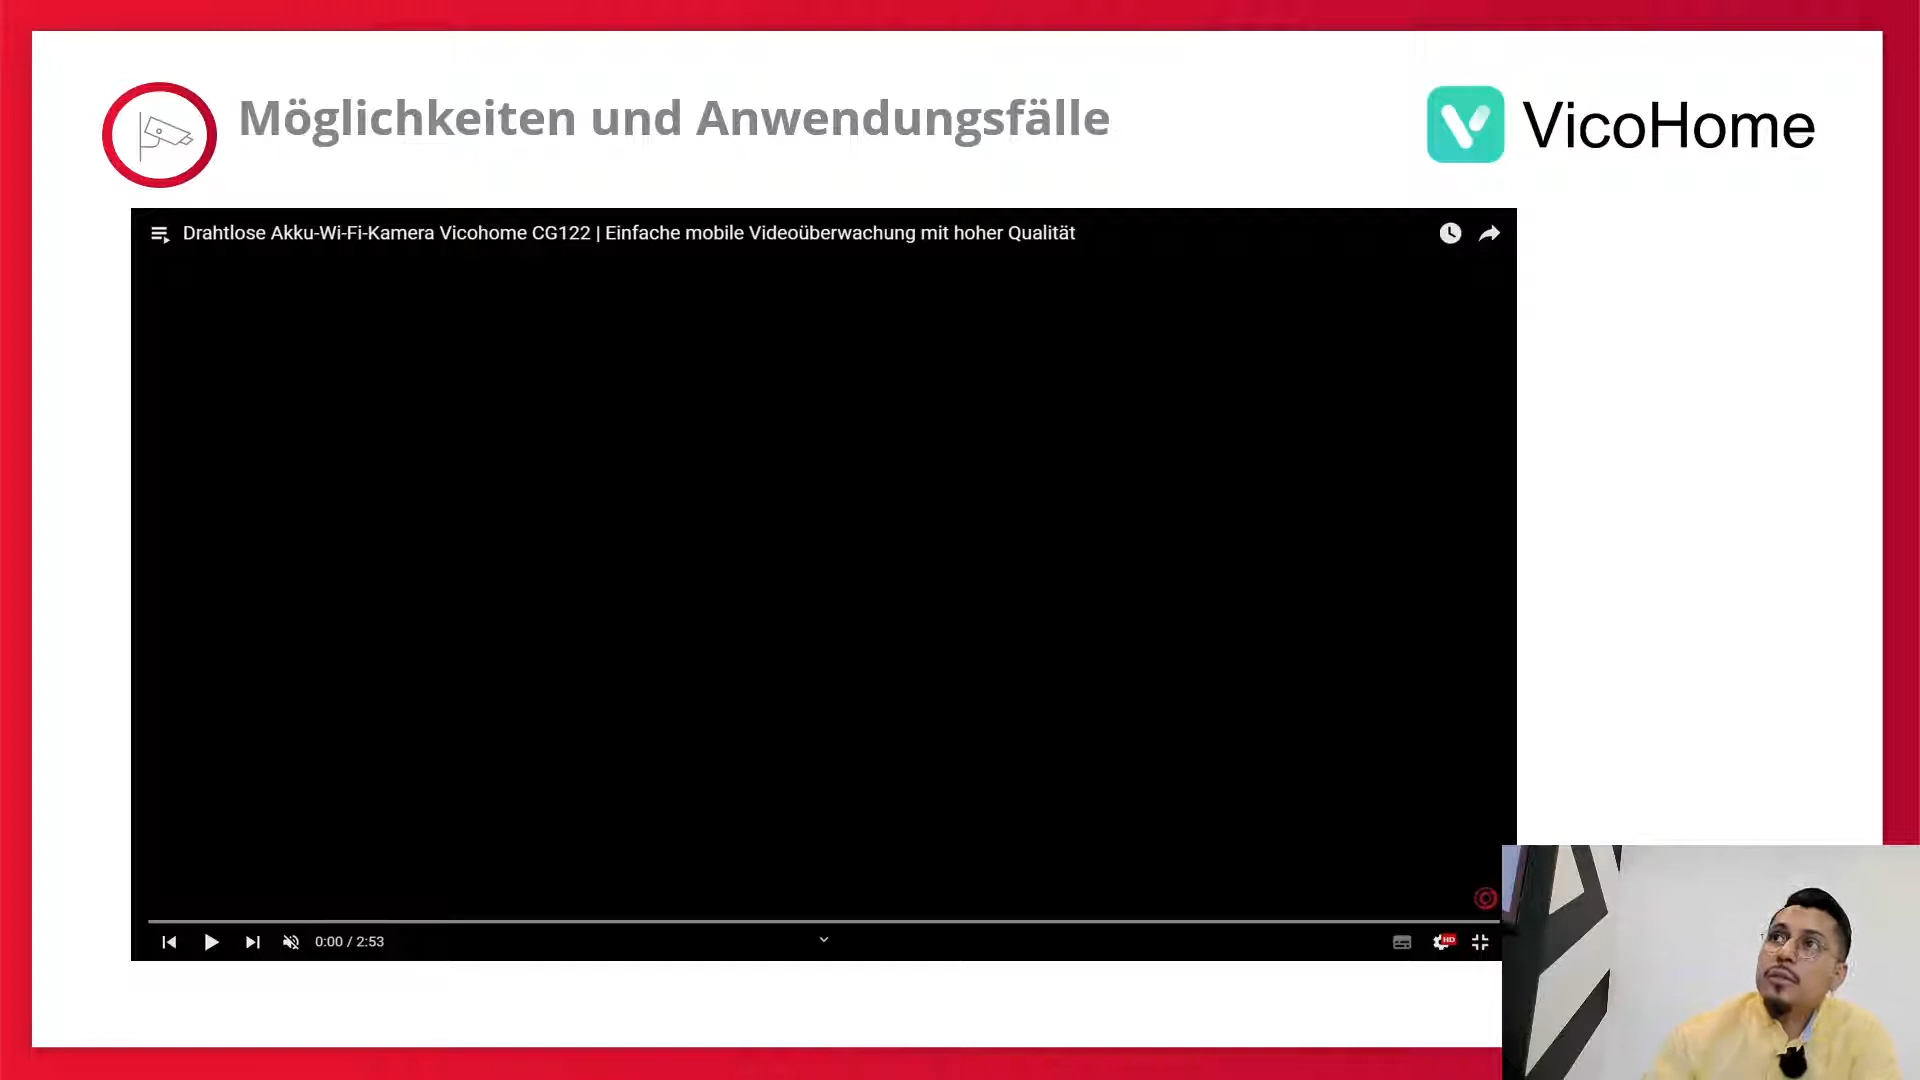 Möglichkeiten und Anwendungsfälle
VicoHome
Drahtlose Akku-Wi-Fi-Kamera Vicohome CG122 | Einfache mobile Videoüberwachung mit hoher Qualität
0:00 / 2:53
HD